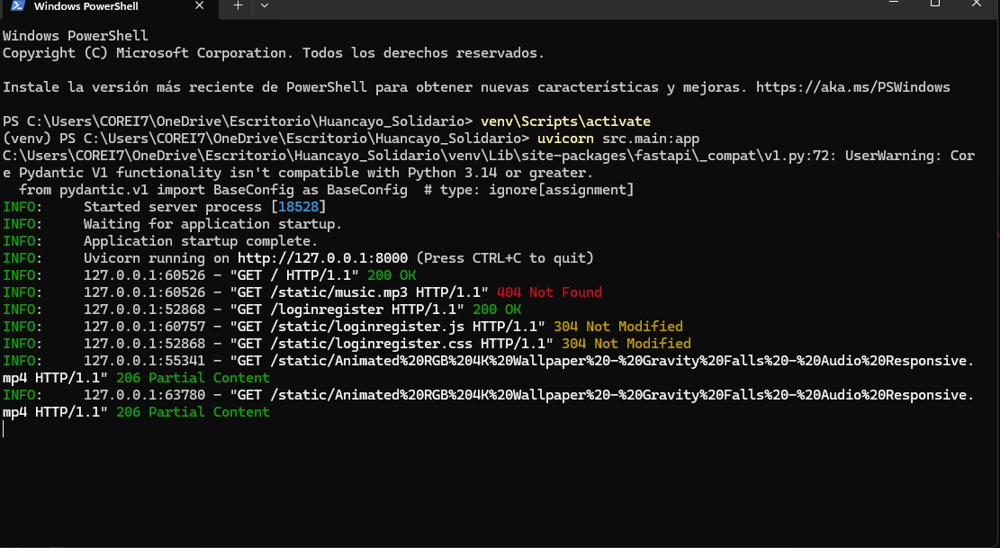 Windows PowerShell
Windows PowerShell
Copyright (C) Microsoft Corporation. Todos los derechos reservados.
Instale la versión más reciente de PowerShell para obtener nuevas características y mejoras. https://aka.ms/PSWindows
PS C:\Users\COREI7\OneDrive\Escritorio\Huancayo_Solidario> venv\Scripts\activate
(venv) PS C:\Users\COREI7\OneDrive\Escritorio\Huancayo_Solidario> uvicorn src.main:app
C:\Users\COREI7\OneDrive\Escritorio\Huancayo_Solidario\venv\Lib\site-packages\fastapi\_compat\v1.py:72: UserWarning: Cor
e Pydantic V1 functionality isn't compatible with Python 3.14 or greater.
  from pydantic.v1 import BaseConfig as BaseConfig  # type: ignore[assignment]
INFO:     Started server process [18528]
INFO:     Waiting for application startup.
INFO:     Application startup complete.
INFO:     Uvicorn running on http://127.0.0.1:8000 (Press CTRL+C to quit)
INFO:     127.0.0.1:60526 - "GET / HTTP/1.1" 200 OK
INFO:     127.0.0.1:60526 - "GET /static/music.mp3 HTTP/1.1" 404 Not Found
INFO:     127.0.0.1:52868 - "GET /loginregister HTTP/1.1" 200 OK
INFO:     127.0.0.1:60757 - "GET /static/loginregister.js HTTP/1.1" 304 Not Modified
INFO:     127.0.0.1:52868 - "GET /static/loginregister.css HTTP/1.1" 304 Not Modified
INFO:     127.0.0.1:55341 - "GET /static/Animated%20RGB%204K%20Wallpaper%20-%20Gravity%20Falls%20-%20Audio%20Responsive.
mp4 HTTP/1.1" 206 Partial Content
INFO:     127.0.0.1:63780 - "GET /static/Animated%20RGB%204K%20Wallpaper%20-%20Gravity%20Falls%20-%20Audio%20Responsive.
mp4 HTTP/1.1" 206 Partial Content